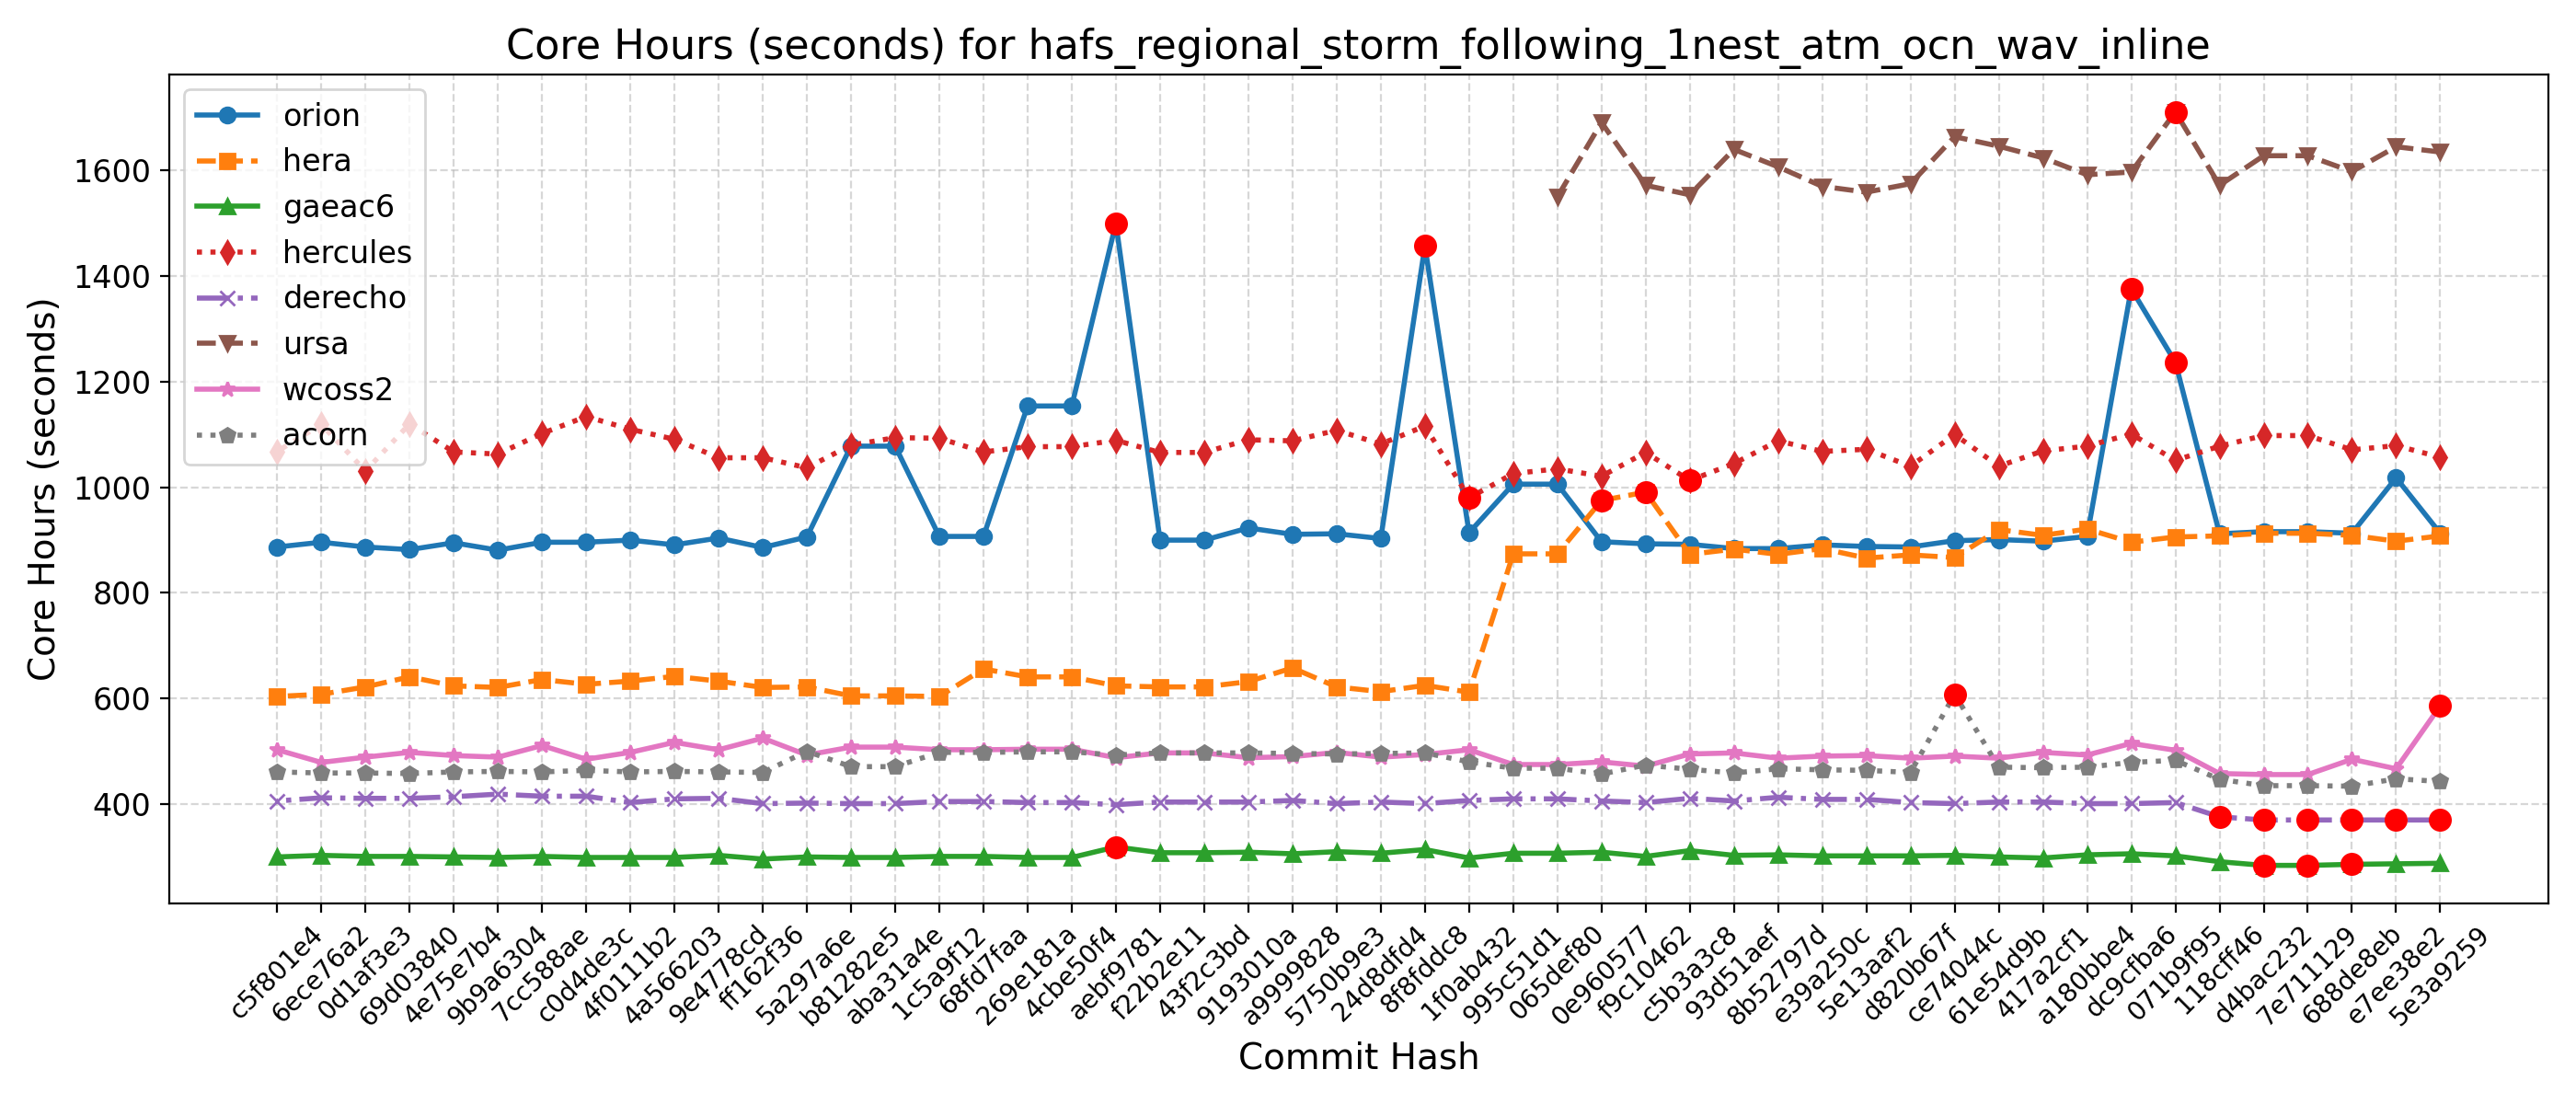 Core Hours (seconds) for hafs_regional_storm_following_1nest_atm_ocn_wav_inline
Core Hours (seconds)
1600
1400
1200
1000
800
600
400
orion
hera
gaeac6
hercules
derecho
ursa
wcoss2
acorn
c5f801e4
6ece76a2
0d1af3e3
69d03840
4e75e7b4
9b9a6304
7cc588ae
c0d4de3c
4f0111b2
4a566203
9e4778cd
ff162f36
5a297a6e
b81282e5
aba31a4e
1c5a9f12
68fd7faa
269e181a
4cbe50f4
aebf9781
f22b2e11
43f2c3bd
9193010a
a9999828
5750b9e3
24d8dfd4
8f8fddc8
1f0ab432
995c51d1
065def80
0e960577
f9c10462
c5b3a3c8
93d51aef
8b52797d
e39a250c
5e13aaf2
d820b67f
ce74044c
61e54d9b
417a2cf1
a180bbe4
dc9cfba6
071b9f95
118cff46
d4bac232
7e711129
688de8eb
e7ee38e2
5e3a9259
Commit Hash